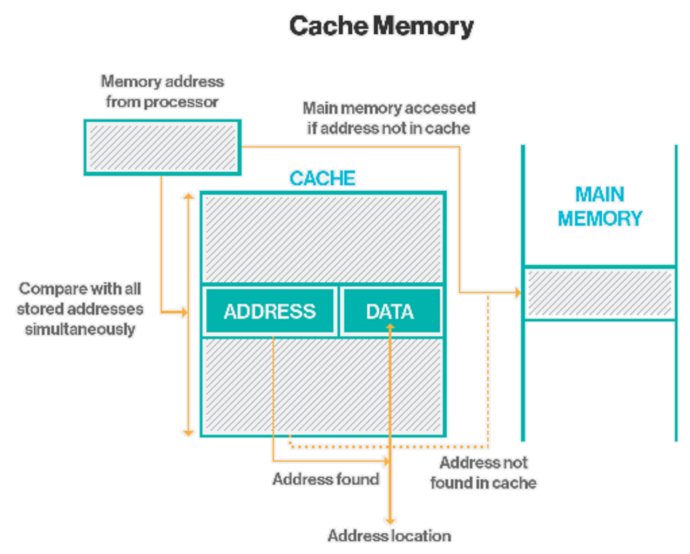 Cache Memory
Memory address
from processor
Main memory accessed
if address not in cache
CACHE
MAIN
MEMORY
Compare with all
stored addresses
simultaneously
ADDRESS
DATA
Address found
Address not
found in cache
Address location